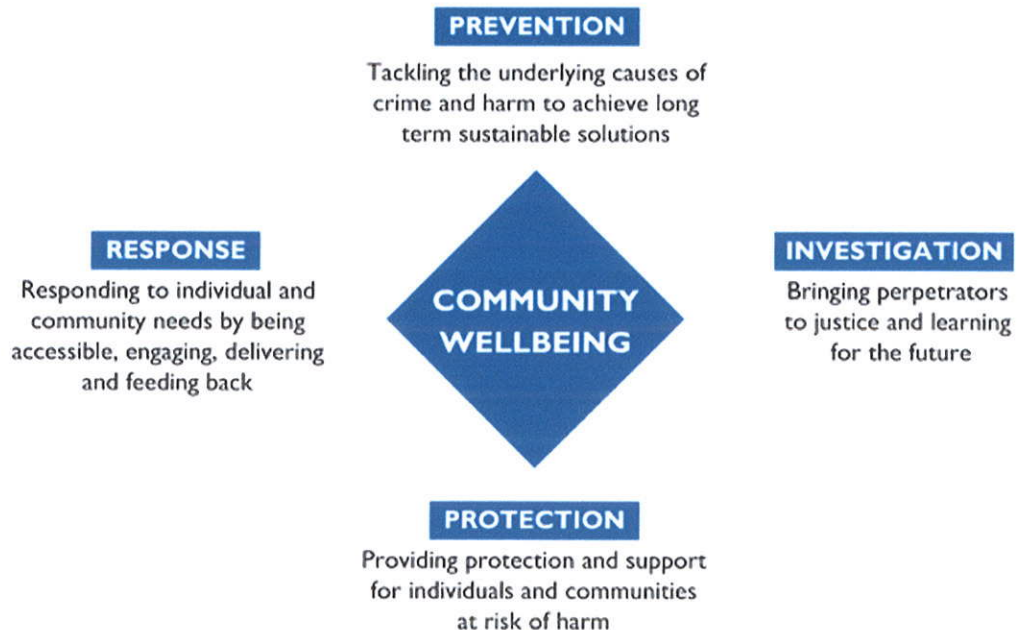 PREVENTION
Tackling the underlying causes of
crime and harm to achieve long
term sustainable solutions
RESPONSE
Responding to individual and
community needs by being
accessible, engaging, delivering
and feeding back
COMMUNITY
WELLBEING
INVESTIGATION
Bringing perpetrators
to justice and learning
for the future
PROTECTION
Providing protection and support
for individuals and communities
at risk of harm